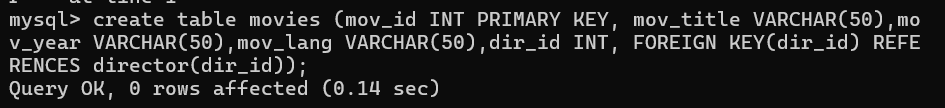 mysql> create table movies (mov_id INT PRIMARY KEY, mov_title VARCHAR(50),mo
v_year VARCHAR(50),mov_lang VARCHAR(50),dir_id INT, FOREIGN KEY(dir_id) REFE
RENCES director(dir_id));
Query OK, 0 rows affected (0.14 sec)